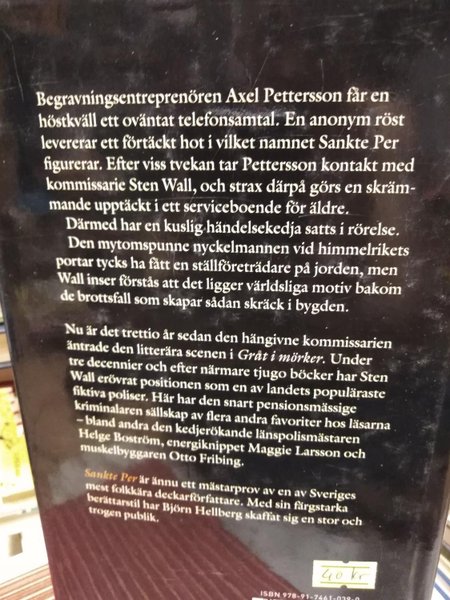 Begravningsentreprenören Axel Pettersson får en
höstkväll ett oväntat telefonsamtal. En anonym röst
levererar ett förtäckt hot i vilket namnet Sankte Per
figurerar. Efter viss tvekan tar Pettersson kontakt med
kommissarie Sten Wall, och strax därpå görs en skräm-
mande upptäckt i ett serviceboende för äldre.
Därmed har en kuslig händelsekedja satts i rörelse.
Den mytomspunne nyckelmannen vid himmelrikets
portar tycks ha fått en ställföreträdare på jorden, men
Wall inser förstås att det ligger världsliga motiv bakom
de brottsfall som skapar sådan skräck i bygden.
Nu är det trettio år sedan den hängivne kommissarien
äntrade den litterära scenen i Gråt i mörker. Under
tre decennier och efter närmare tjugo böcker har Sten
Wall erövrat positionen som en av landets populäraste
fiktiva poliser. Här har den snart pensionsmässige
kriminalaren sällskap av flera andra favoriter hos läsarna
– bland andra den kedjerökande länspolismästaren
Helge Boström, energiknippet Maggie Larsson och
muskelbyggaren Otto Fribing.
Sankte Per är ännu ett mästarprov av en av Sveriges
mest folkkära deckarförfattare. Med sin färgstarka
berättarstil har Björn Hellberg skaffat sig en stor och
trogen publik.
40 kr
ISBN 978-91-7461-039-0